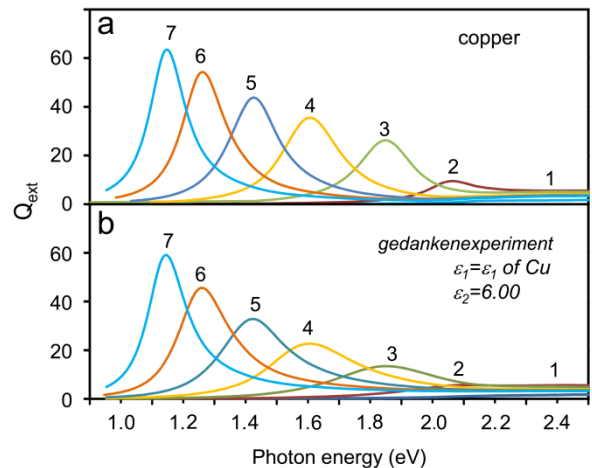 a
copper
60
40
20
0
7
6
5
4
3
2
1
Q_ext
b
gedankenexperiment
ε₁=ε₁ of Cu
ε₂=6.00
60
40
20
0
7
6
5
4
3
2
1
1.0 1.2 1.4 1.6 1.8 2.0 2.2 2.4
Photon energy (eV)